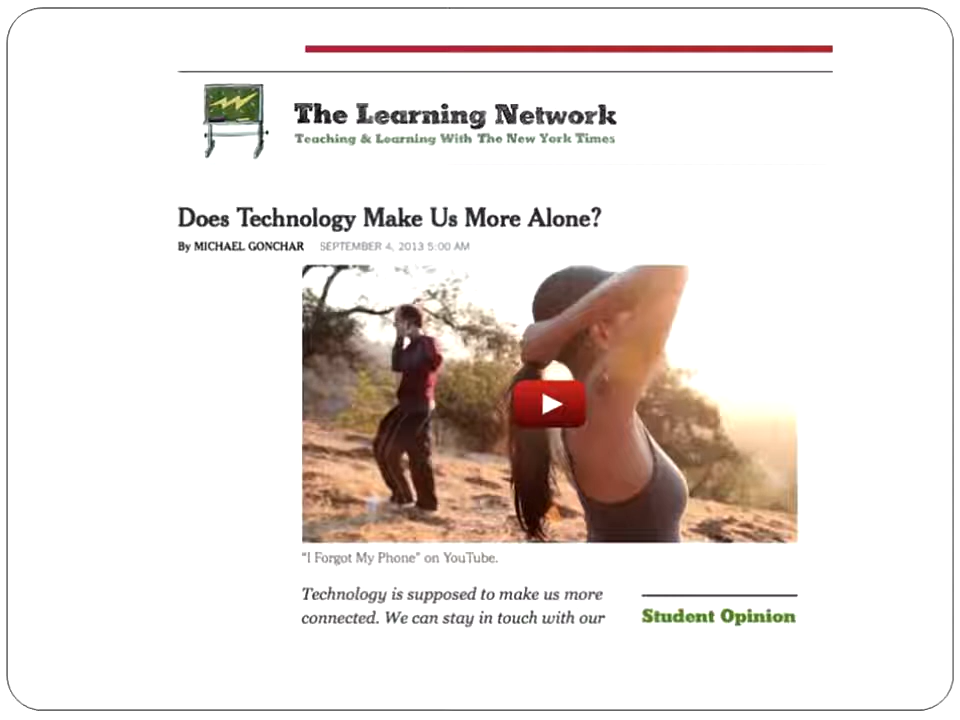 The Learning Network
Teaching & Learning With The New York Times
Does Technology Make Us More Alone?
By MICHAEL GONCHAR SEPTEMBER 4, 2013 5:00 AM
"I Forgot My Phone" on YouTube.
Technology is supposed to make us more
connected. We can stay in touch with our
Student Opinion